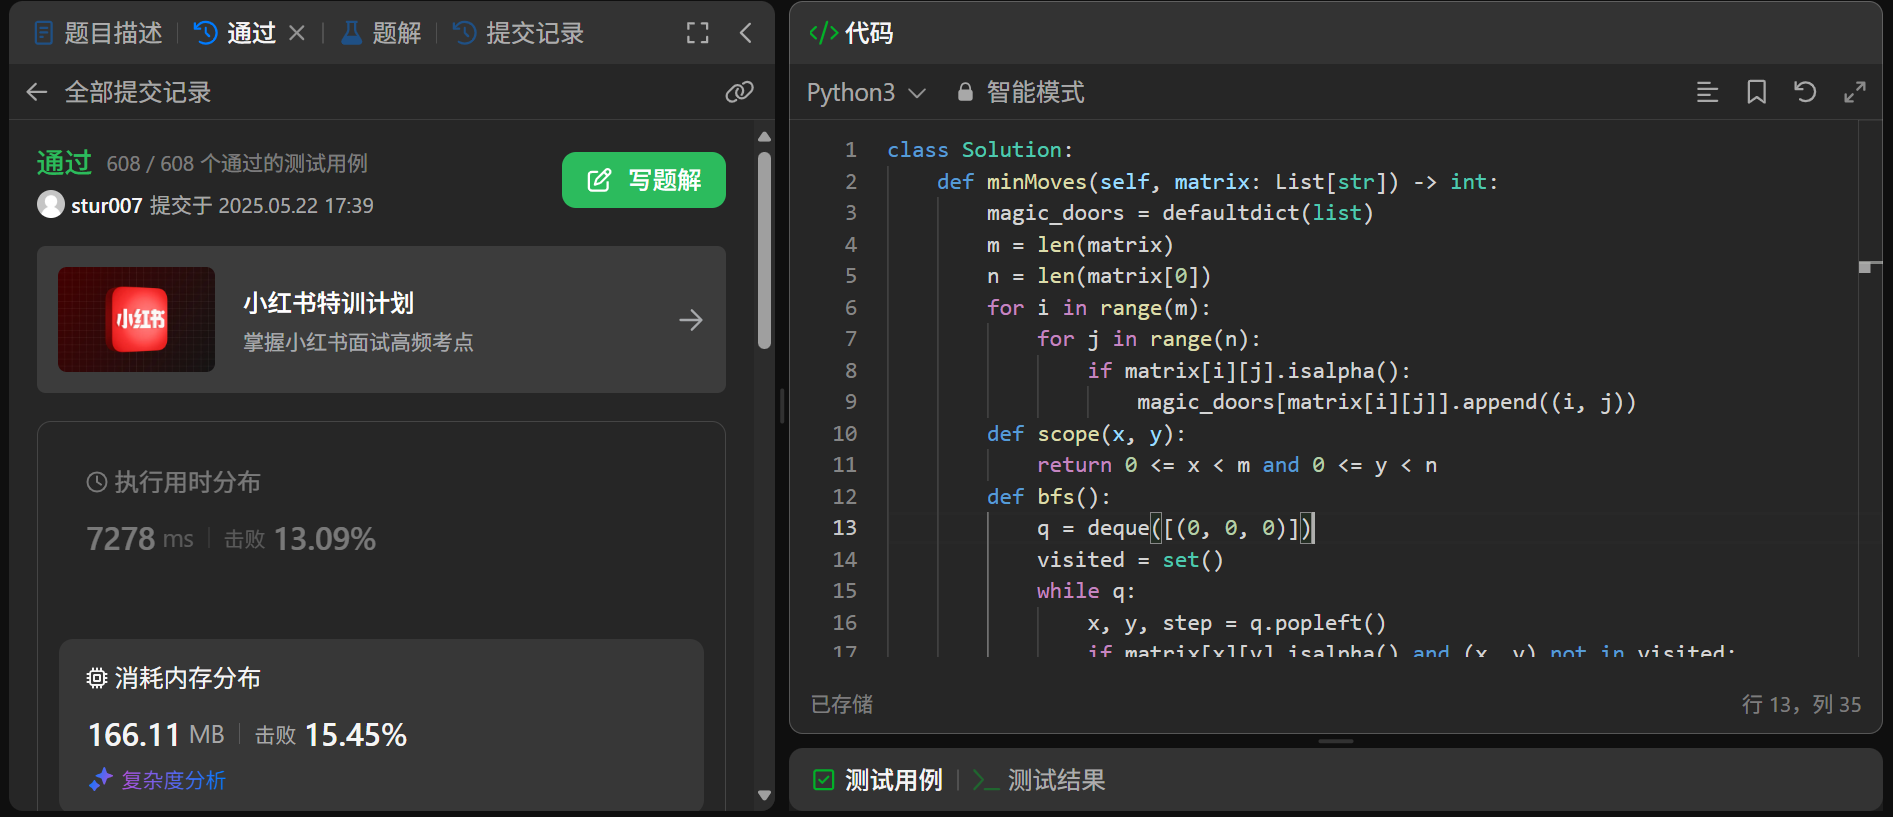 题目描述
通过
题解
提交记录
全部提交记录
通过 608 / 608 个通过的测试用例
写题解
stur007 提交于 2025.05.22 17:39
小红书
小红书特训计划
掌握小红书面试高频考点
执行用时分布
7278 ms 击败 13.09%
消耗内存分布
166.11 MB 击败 15.45%
复杂度分析
</> 代码
Python3 智能模式
1 class Solution:
2 def minMoves(self, matrix: List[str]) -> int:
3 magic_doors = defaultdict(list)
4 m = len(matrix)
5 n = len(matrix[0])
6 for i in range(m):
7 for j in range(n):
8 if matrix[i][j].isalpha():
9 magic_doors[matrix[i][j]].append((i, j))
10 def scope(x, y):
11 return 0 <= x < m and 0 <= y < n
12 def bfs():
13 q = deque([(0, 0, 0)])
14 visited = set()
15 while q:
16 x, y, step = q.popleft()
17 if matrix[x][y].isalpha() and (x, y) not in visited:
已存储
行 13，列 35
测试用例
测试结果